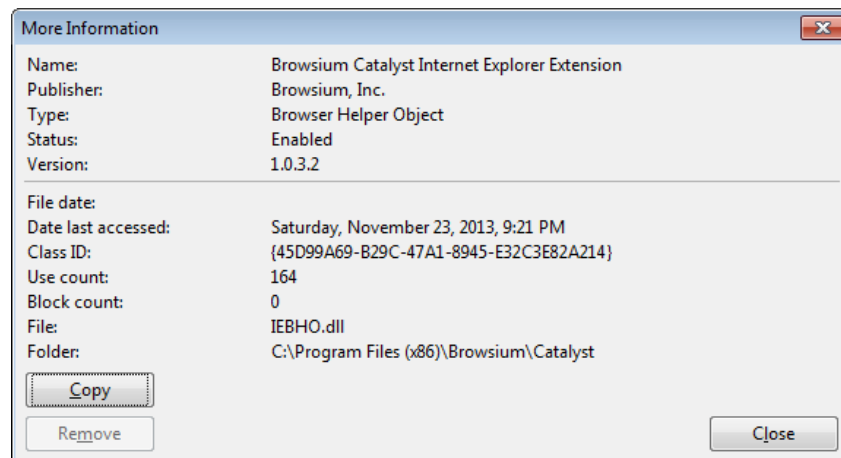 More Information
Name: Browsium Catalyst Internet Explorer Extension
Publisher: Browsium, Inc.
Type: Browser Helper Object
Status: Enabled
Version: 1.0.3.2
File date:
Date last accessed: Saturday, November 23, 2013, 9:21 PM
Class ID: {45D99A69-B29C-47A1-8945-E32C3E82A214}
Use count: 164
Block count: 0
File: IEBHO.dll
Folder: C:\Program Files (x86)\Browsium\Catalyst
Copy
Remove Close